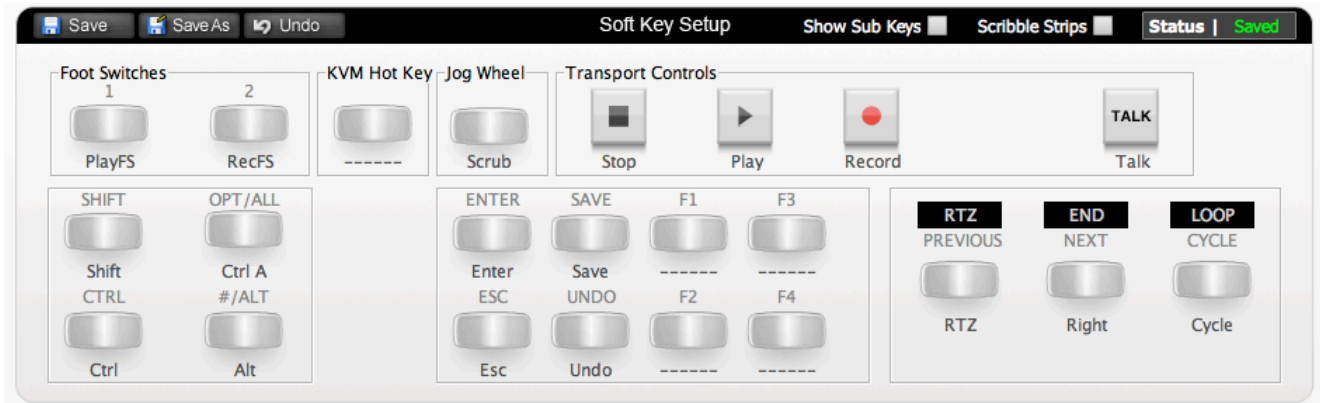 Save Save As Undo Soft Key Setup Show Sub Keys Scribble Strips Status | Saved
Foot Switches KVM Hot Key Jog Wheel Transport Controls
1 2
TALK
PlayFS RecFS ------ Scrub Stop Play Record Talk
SHIFT OPT/ALL ENTER SAVE F1 F3
RTZ END LOOP
PREVIOUS NEXT CYCLE
Shift Ctrl A Enter Save ------ ------
CTRL #/ALT ESC UNDO F2 F4
RTZ Right Cycle
Ctrl Alt Esc Undo ------ ------